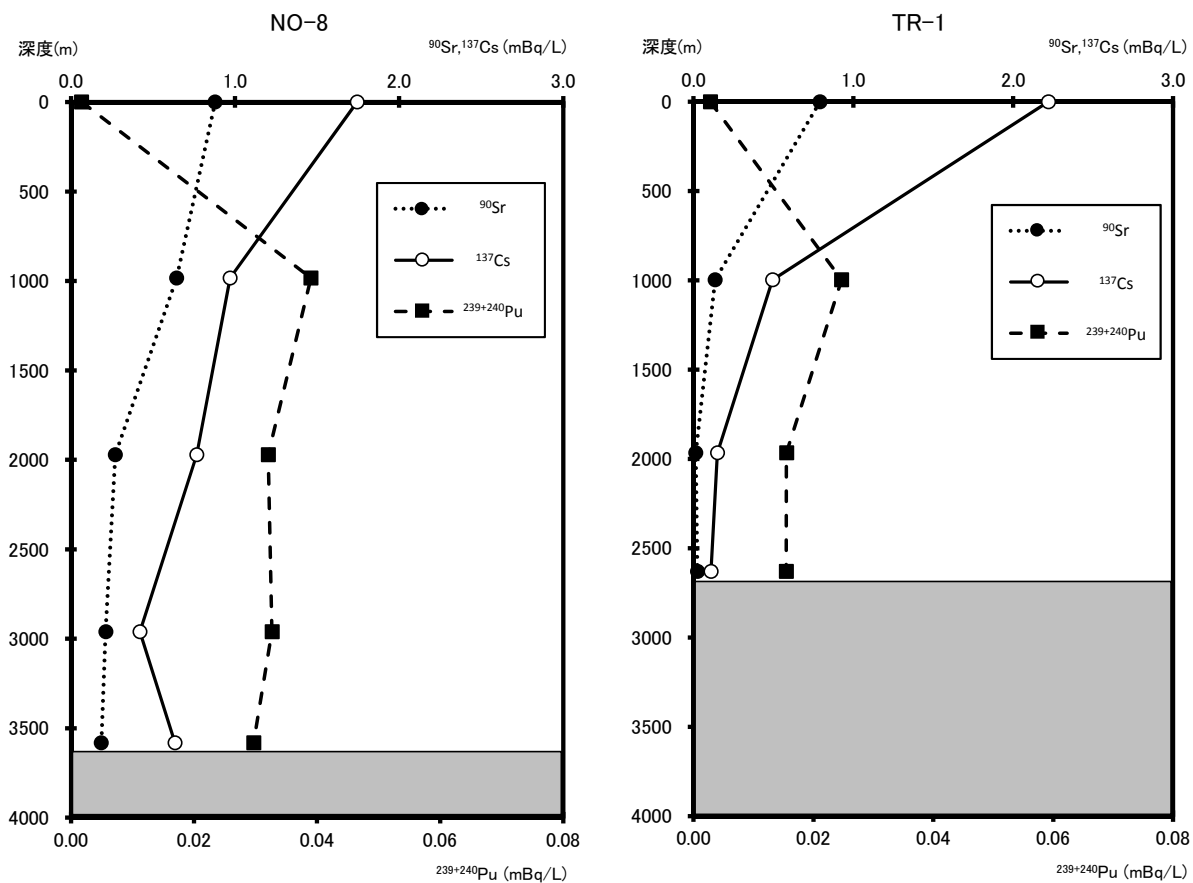 NO-8
深度(m)
⁹⁰Sr,¹³⁷Cs (mBq/L)
0.0 1.0 2.0 3.0
0
500
1000
1500
2000
2500
3000
3500
4000
⁹⁰Sr
¹³⁷Cs
²³⁹⁺²⁴⁰Pu
0.00 0.02 0.04 0.06 0.08
²³⁹⁺²⁴⁰Pu (mBq/L)
TR-1
深度(m)
⁹⁰Sr,¹³⁷Cs (mBq/L)
0.0 1.0 2.0 3.0
0
500
1000
1500
2000
2500
3000
3500
4000
⁹⁰Sr
¹³⁷Cs
²³⁹⁺²⁴⁰Pu
0.00 0.02 0.04 0.06 0.08
²³⁹⁺²⁴⁰Pu (mBq/L)